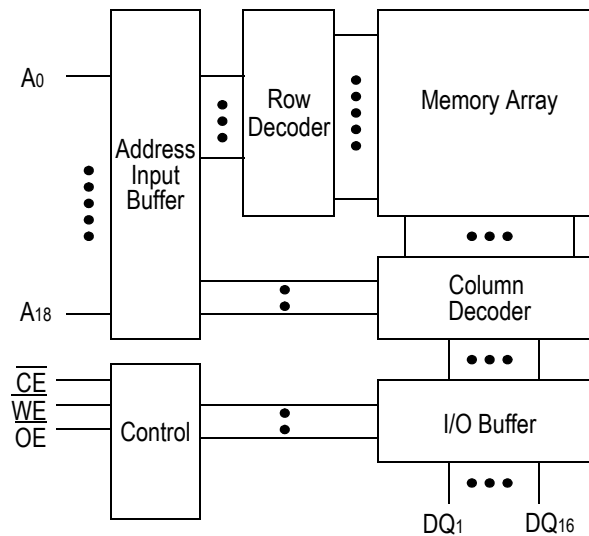 A0
Row
Decoder
Memory Array
Address
Input
Buffer
A18
Column
Decoder
CE
WE
OE
Control
I/O Buffer
DQ1
DQ16